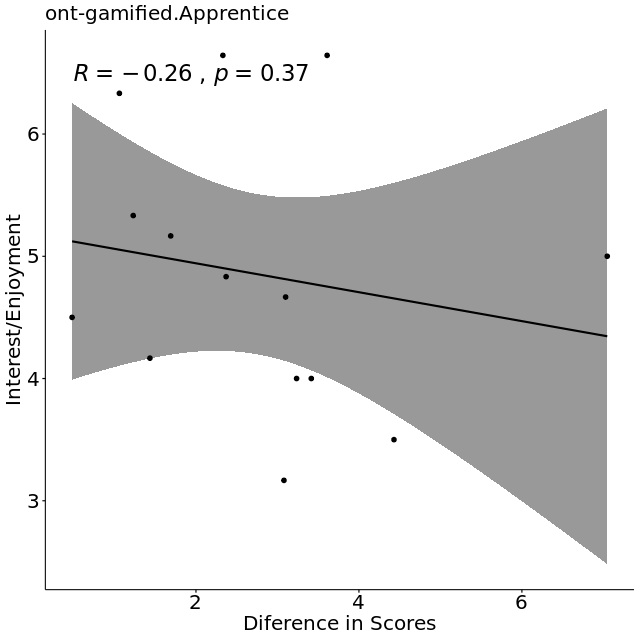 ont-gamified.Apprentice
R = −0.26 , p = 0.37
6
5
4
3
Interest/Enjoyment
2 4 6
Diference in Scores